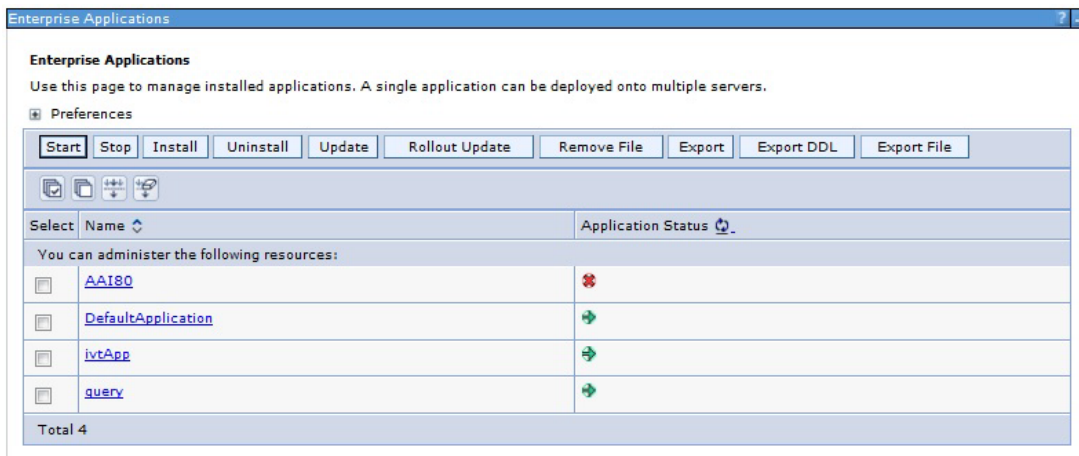 Enterprise Applications ? -
Enterprise Applications
Use this page to manage installed applications. A single application can be deployed onto multiple servers.
+ Preferences
Start Stop Install Uninstall Update Rollout Update Remove File Export Export DDL Export File
Select Name Application Status
You can administer the following resources:
AAI80
DefaultApplication
ivtApp
query
Total 4